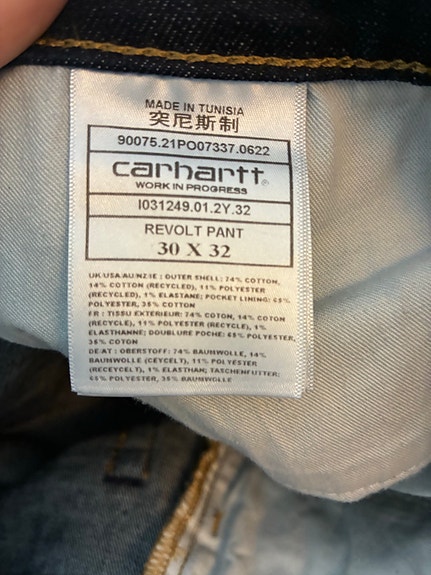 MADE IN TUNISIA
突尼斯制
90075.21PO07337.0622
carhartt®
WORK IN PROGRESS
I031249.01.2Y.32
REVOLT PANT
30 X 32
UK USA AU NZ IE : OUTER SHELL: 74% COTTON,
14% COTTON (RECYCLED), 11% POLYESTER
(RECYCLED), 1% ELASTANE; POCKET LINING: 65%
POLYESTER, 35% COTTON
FR : TISSU EXTERIEUR: 74% COTON, 14% COTON
(RECYCLE), 11% POLYESTER (RECYCLE), 1%
ELASTHANNE; DOUBLURE POCHE: 65% POLYESTER,
35% COTON
DE/AT : OBERSTOFF: 74% BAUMWOLLE, 14%
BAUMWOLLE (CEYCELT), 11% POLYESTER
(RECEYCELT), 1% ELASTHAN; TASCHENFUTTER:
65% POLYESTER, 35% BAUMWOLLE